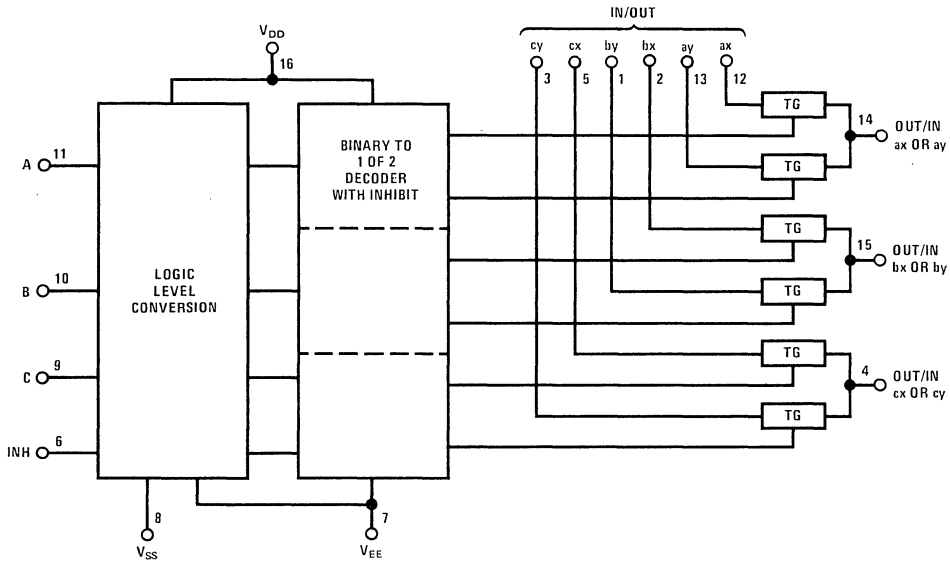 IN/OUT
V_DD
16
cy cx by bx ay ax
3 5 1 2 13 12
TG
14
OUT/IN
ax OR ay
TG
A 11
BINARY TO
1 OF 2
DECODER
WITH INHIBIT
TG
15
OUT/IN
bx OR by
TG
B 10
LOGIC
LEVEL
CONVERSION
TG
4
OUT/IN
cx OR cy
TG
C 9
INH 6
8
V_SS
7
V_EE